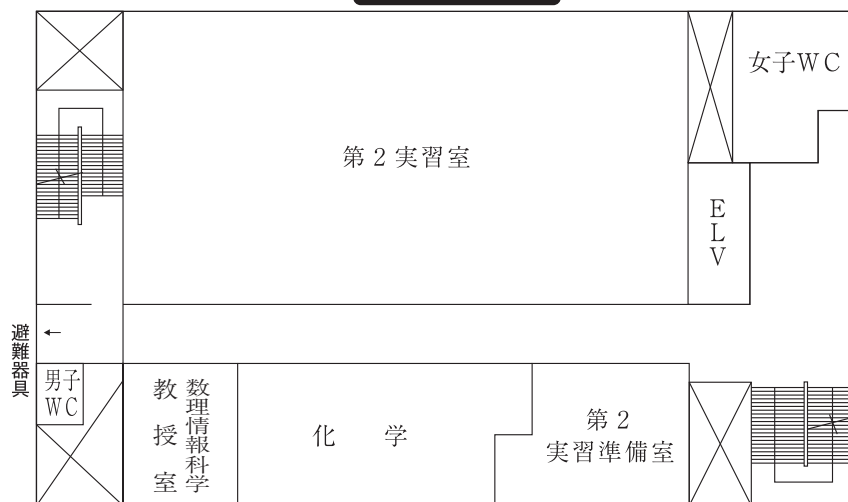 女子WC
第2実習室
ELV
避難器具
←
男子
WC
数理情報科学
教授室
化学
第2
実習準備室